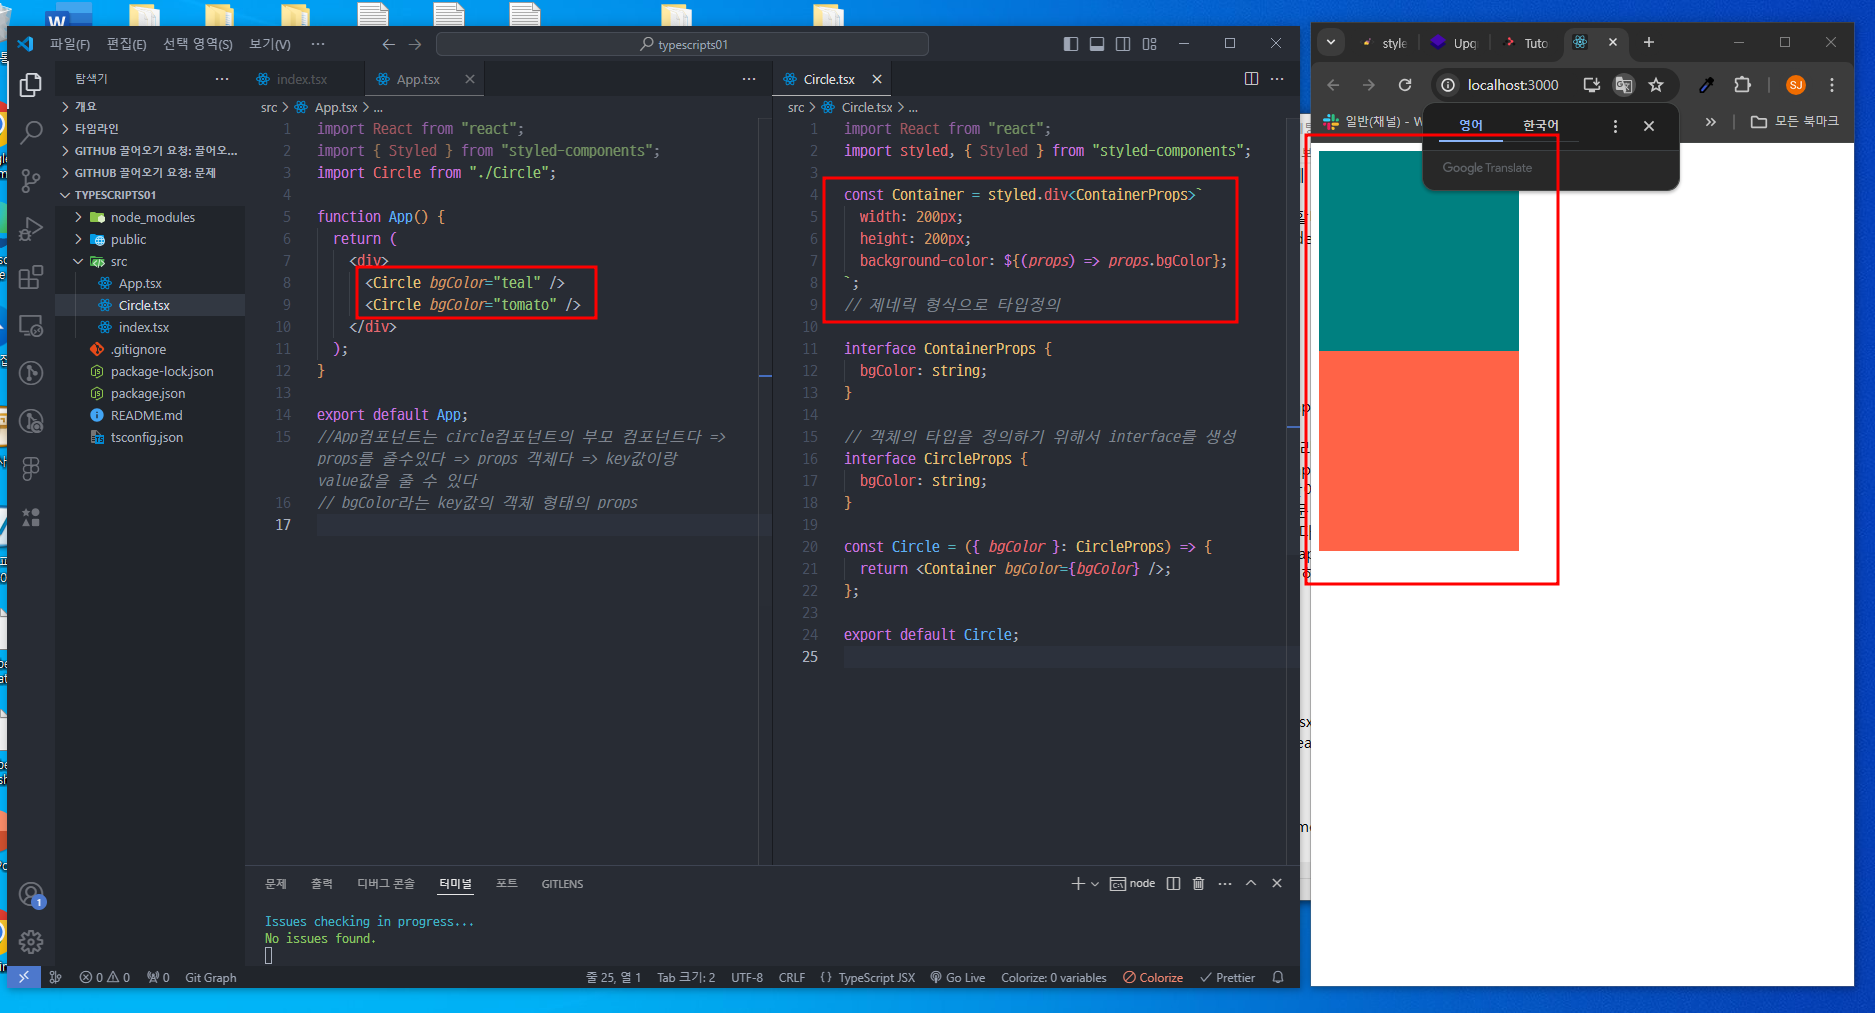 파일(F) 편집(E) 선택 영역(S) 보기(V) ···
typescripts01
탐색기 ···
개요
타임라인
GITHUB 끌어오기 요청: 끌어오...
GITHUB 끌어오기 요청: 문제
TYPESCRIPTS01
node_modules
public
src
App.tsx
Circle.tsx
index.tsx
.gitignore
package-lock.json
package.json
README.md
tsconfig.json
index.tsx App.tsx
src > App.tsx > ...
1 import React from "react";
2 import { Styled } from "styled-components";
3 import Circle from "./Circle";
4
5 function App() {
6 return (
7 <div>
8 <Circle bgColor="teal" />
9 <Circle bgColor="tomato" />
10 </div>
11 );
12 }
13
14 export default App;
15 //App컴포넌트는 circle컴포넌트의 부모 컴포넌트다 =>
props를 줄수있다 => props 객체다 => key값이랑
value값을 줄 수 있다
16 // bgColor라는 key값의 객체 형태의 props
17
Circle.tsx
src > Circle.tsx > ...
1 import React from "react";
2 import styled, { Styled } from "styled-components";
3
4 const Container = styled.div<ContainerProps>`
5 width: 200px;
6 height: 200px;
7 background-color: ${(props) => props.bgColor};
8 `;
9 // 제네릭 형식으로 타입정의
10
11 interface ContainerProps {
12 bgColor: string;
13 }
14
15 // 객체의 타입을 정의하기 위해서 interface를 생성
16 interface CircleProps {
17 bgColor: string;
18 }
19
20 const Circle = ({ bgColor }: CircleProps) => {
21 return <Container bgColor={bgColor} />;
22 };
23
24 export default Circle;
25
문제 출력 디버그 콘솔 터미널 포트 GITLENS
node
Issues checking in progress...
No issues found.
1
0 0 0 Git Graph
줄 25, 열 1 Tab 크기: 2 UTF-8 CRLF {} TypeScript JSX Go Live Colorize: 0 variables Colorize Prettier
style Upq Tuto
localhost:3000
SJ
일반(채널) - W
모든 북마크
영어 한국어
Google Translate